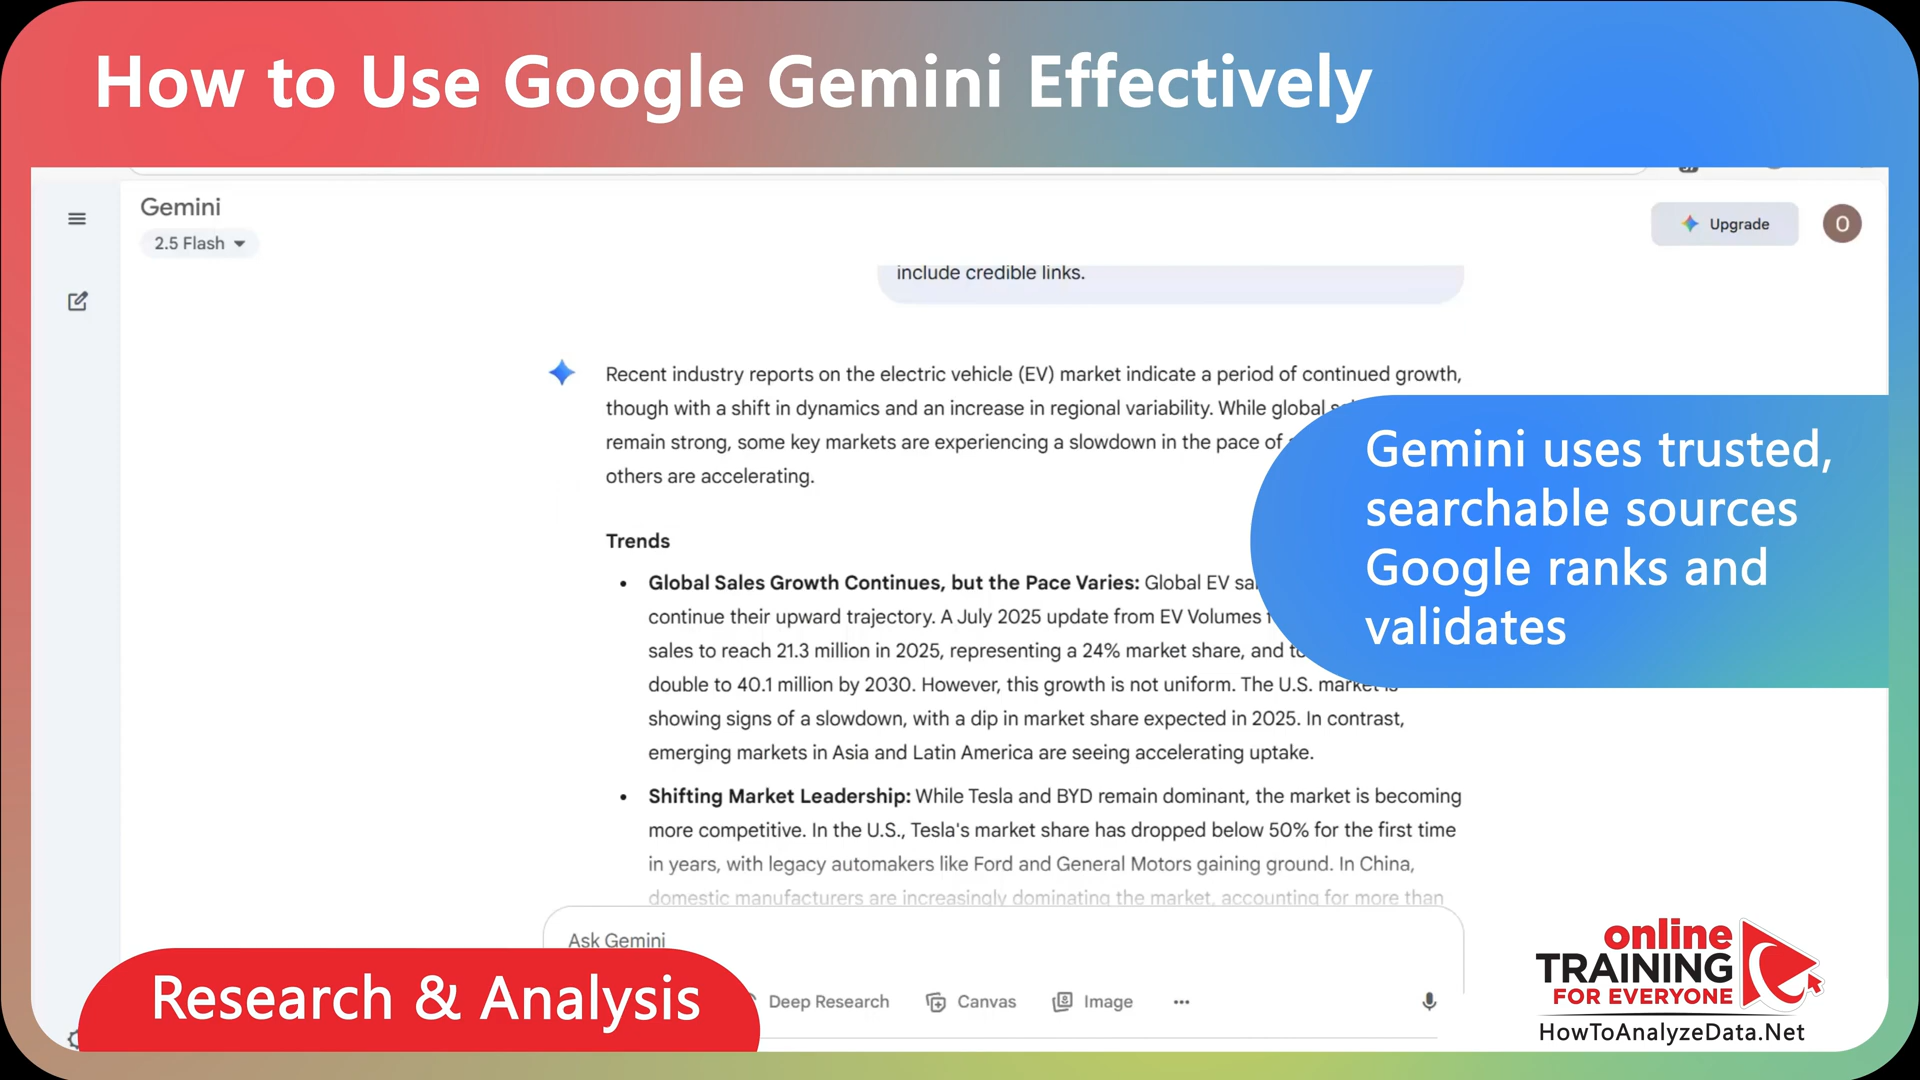 How to Use Google Gemini Effectively
Gemini
2.5 Flash
Upgrade
O
include credible links.
Recent industry reports on the electric vehicle (EV) market indicate a period of continued growth,
though with a shift in dynamics and an increase in regional variability. While global
remain strong, some key markets are experiencing a slowdown in the pace of
others are accelerating.
Trends
• Global Sales Growth Continues, but the Pace Varies: Global EV
continue their upward trajectory. A July 2025 update from EV Volumes
sales to reach 21.3 million in 2025, representing a 24% market share, and
double to 40.1 million by 2030. However, this growth is not uniform. The U.S. market is
showing signs of a slowdown, with a dip in market share expected in 2025. In contrast,
emerging markets in Asia and Latin America are seeing accelerating uptake.
• Shifting Market Leadership: While Tesla and BYD remain dominant, the market is becoming
more competitive. In the U.S., Tesla's market share has dropped below 50% for the first time
in years, with legacy automakers like Ford and General Motors gaining ground. In China,
domestic manufacturers are increasingly dominating the market, accounting for more than
Gemini uses trusted,
searchable sources
Google ranks and
validates
Ask Gemini
Deep Research
Canvas
Image
Research & Analysis
online
TRAINING
FOR EVERYONE
HowToAnalyzeData.Net